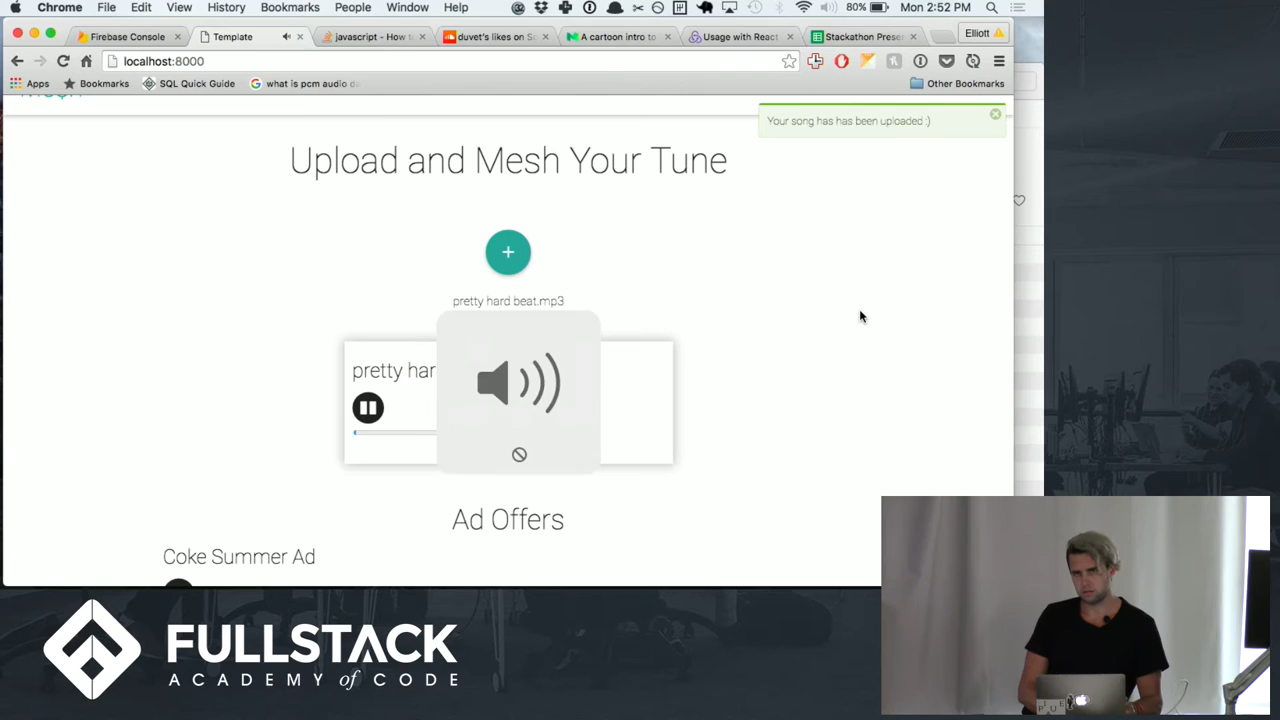 Chrome File Edit View History Bookmarks People Window Help 80% Mon 2:52 PM
Firebase Console Template javascript - How t duvet's likes on So A cartoon intro to Usage with React Stackathon Preser Elliott
localhost:8000
Apps Bookmarks SQL Quick Guide what is pcm audio da Other Bookmarks
Your song has has been uploaded :)
Upload and Mesh Your Tune
+
pretty hard beat.mp3
pretty har
Ad Offers
Coke Summer Ad
FULLSTACK
ACADEMY of CODE